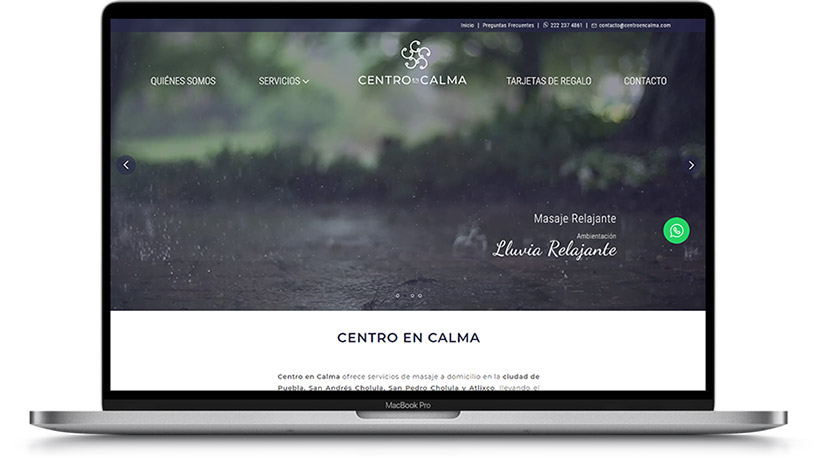 Inicio | Preguntas Frecuentes | 222 237 4861 | contacto@centroencalma.com
QUIÉNES SOMOS SERVICIOS CENTRO EN CALMA TARJETAS DE REGALO CONTACTO
Masaje Relajante
Ambientación
Lluvia Relajante
CENTRO EN CALMA
Centro en Calma ofrece servicios de masaje a domicilio en la ciudad de
Puebla, San Andrés Cholula, San Pedro Cholula y Atlixco, llevando el
MacBook Pro